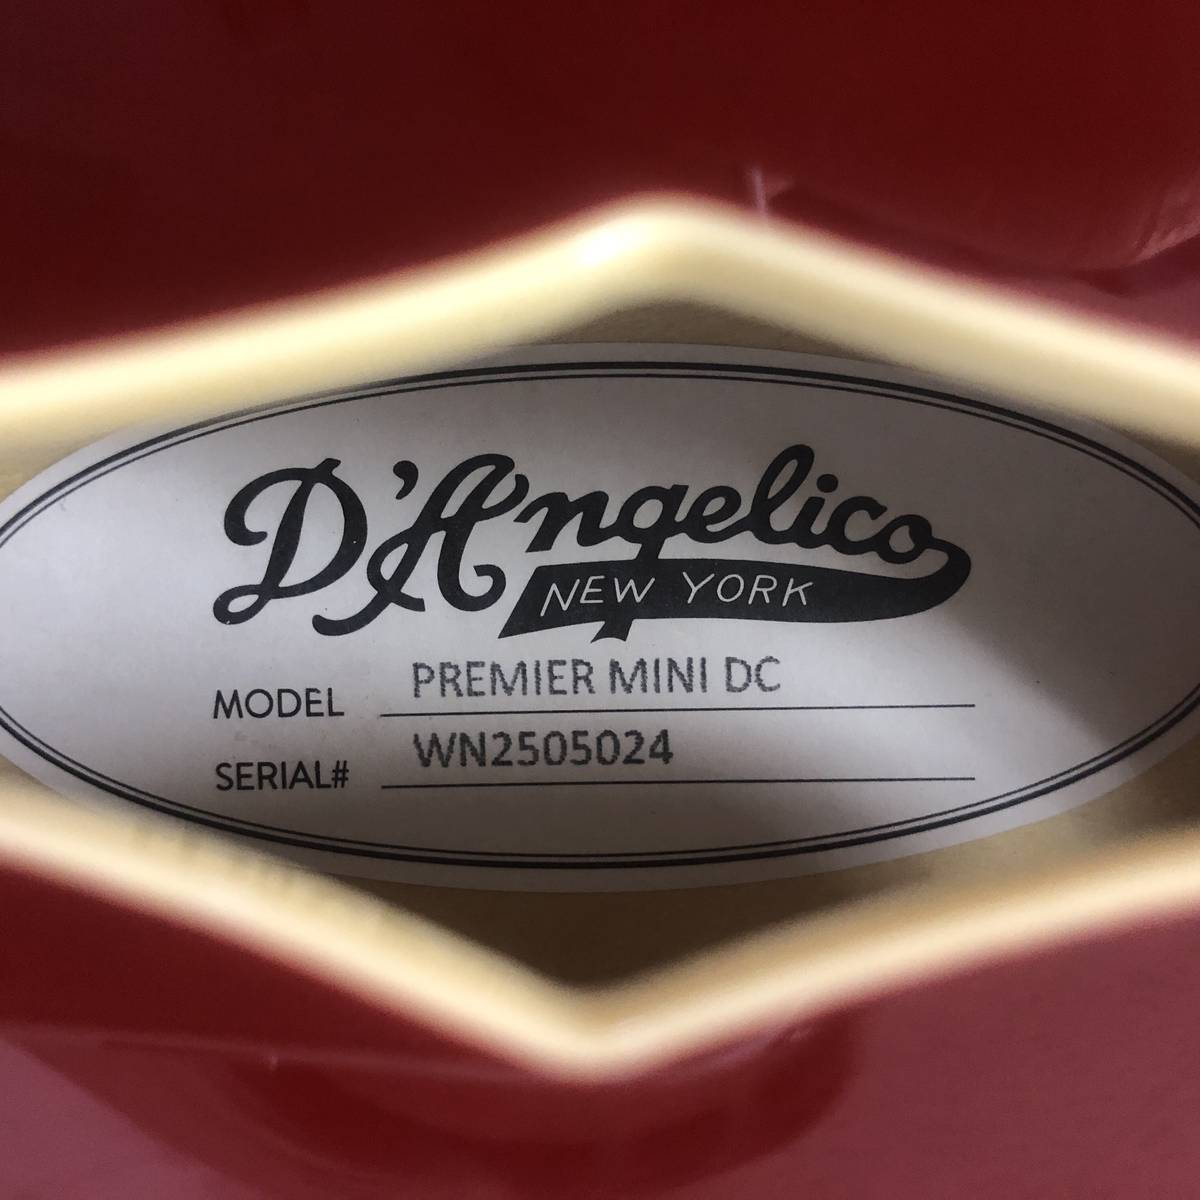 D'Angelico
NEW YORK
MODEL PREMIER MINI DC
SERIAL# WN2505024